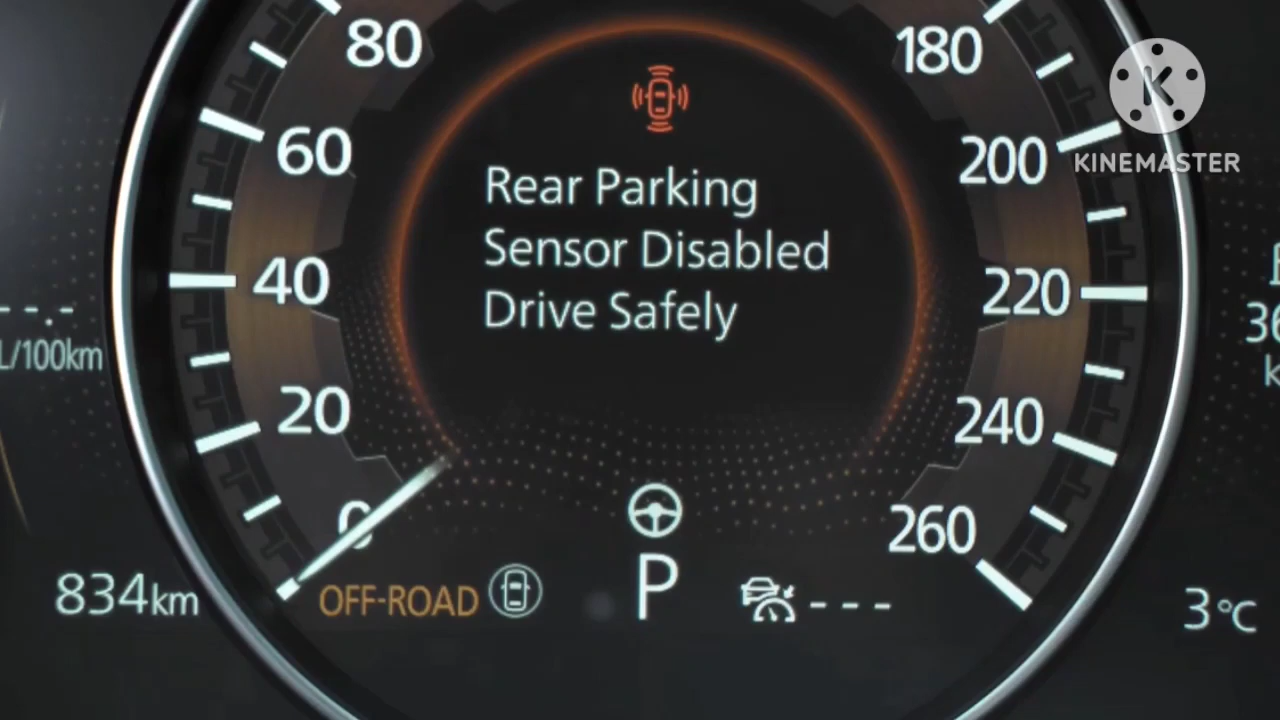 80
180
60
200
KINEMASTER
Rear Parking
Sensor Disabled
Drive Safely
40
220
L/100km
20
240
0
260
834km
OFF-ROAD
P
---
3°C